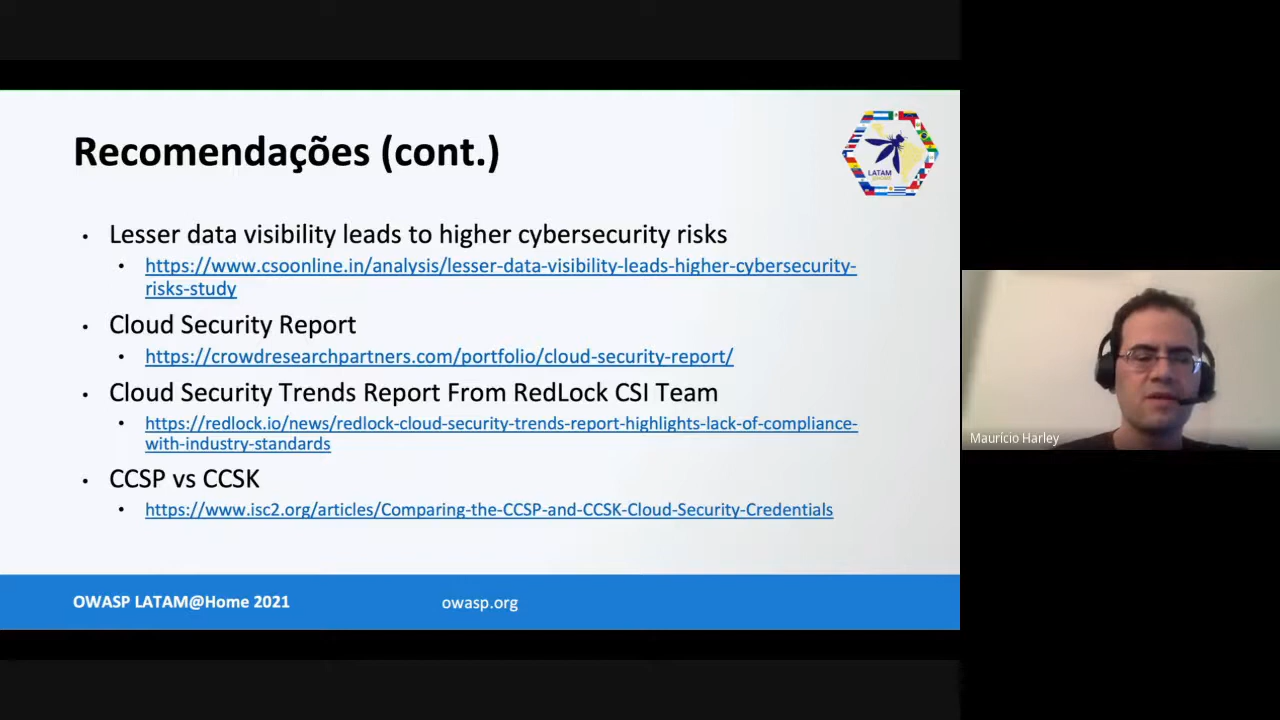 Recomendações (cont.)
LATAM
• Lesser data visibility leads to higher cybersecurity risks
• https://www.csoonline.in/analysis/lesser-data-visibility-leads-higher-cybersecurity-
risks-study
• Cloud Security Report
• https://crowdresearchpartners.com/portfolio/cloud-security-report/
• Cloud Security Trends Report From RedLock CSI Team
• https://redlock.io/news/redlock-cloud-security-trends-report-highlights-lack-of-compliance-
with-industry-standards
• CCSP vs CCSK
• https://www.isc2.org/articles/Comparing-the-CCSP-and-CCSK-Cloud-Security-Credentials
OWASP LATAM@Home 2021
owasp.org
Maurício Harley